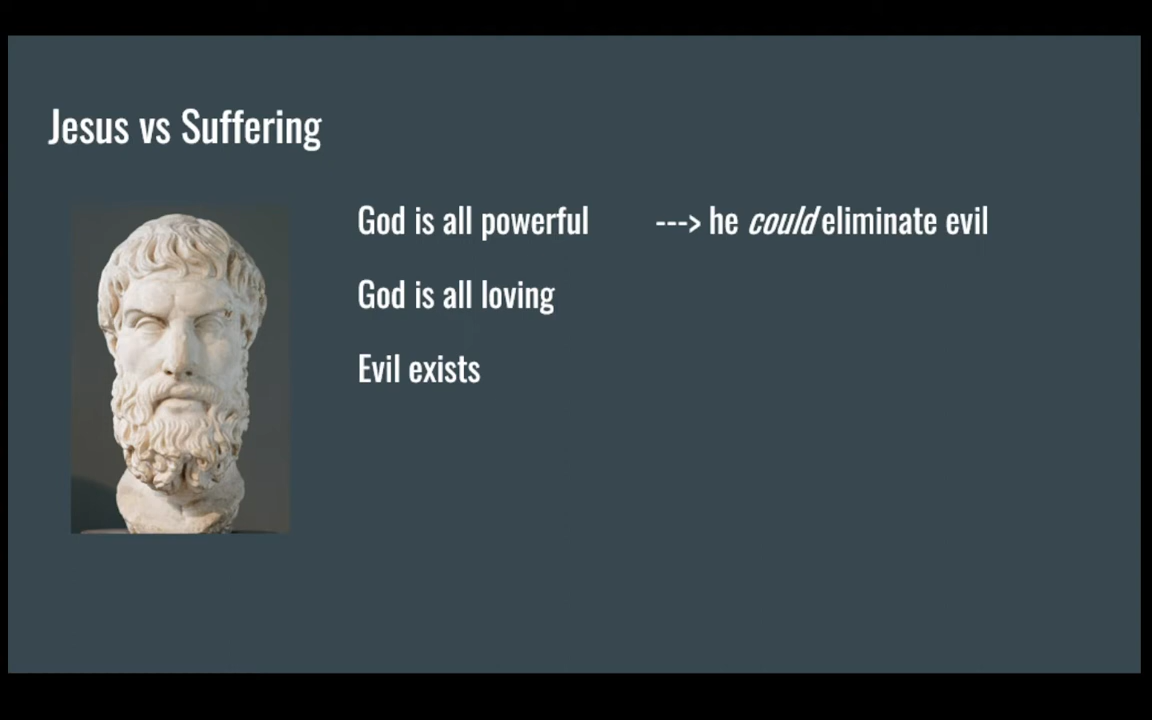 Jesus vs Suffering
God is all powerful ---> he could eliminate evil
God is all loving
Evil exists